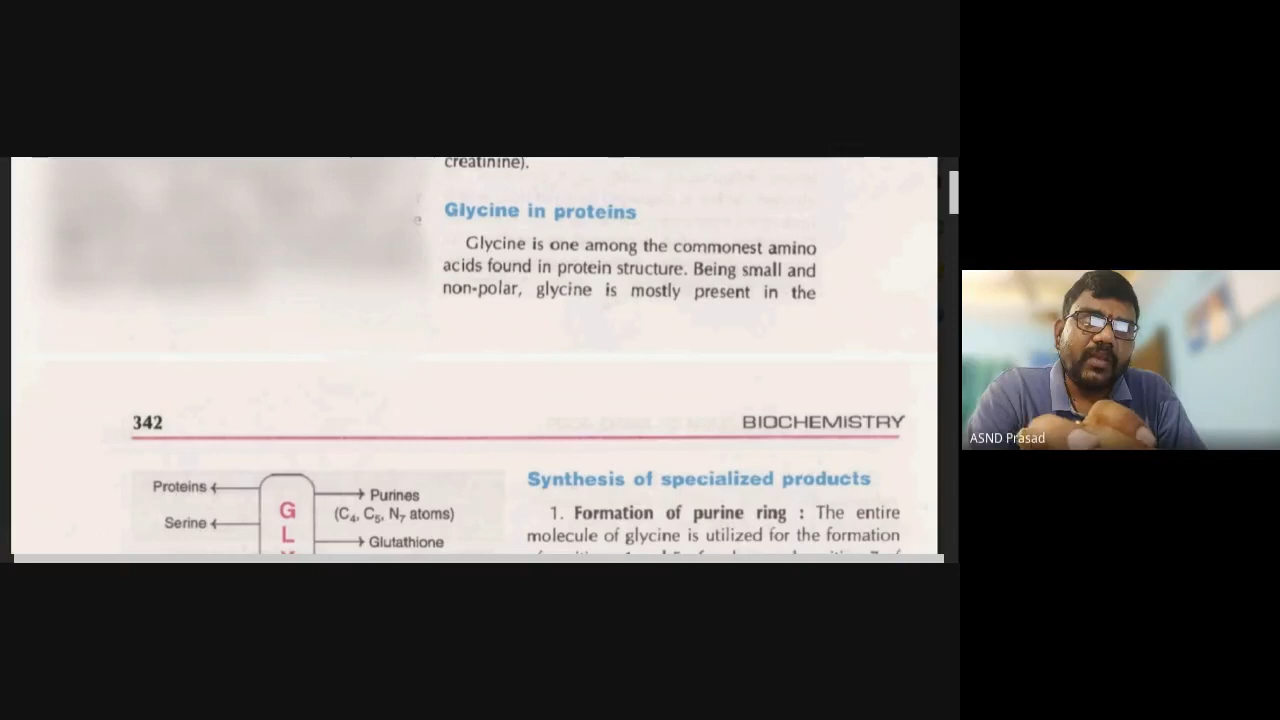 creatinine).
Glycine in proteins
Glycine is one among the commonest amino
acids found in protein structure. Being small and
non-polar, glycine is mostly present in the
342
BIOCHEMISTRY
Proteins
Serine
G
L
Purines
(C₄, C₅, N₇ atoms)
Glutathione
Synthesis of specialized products
1. Formation of purine ring : The entire
molecule of glycine is utilized for the formation
ASND Prasad